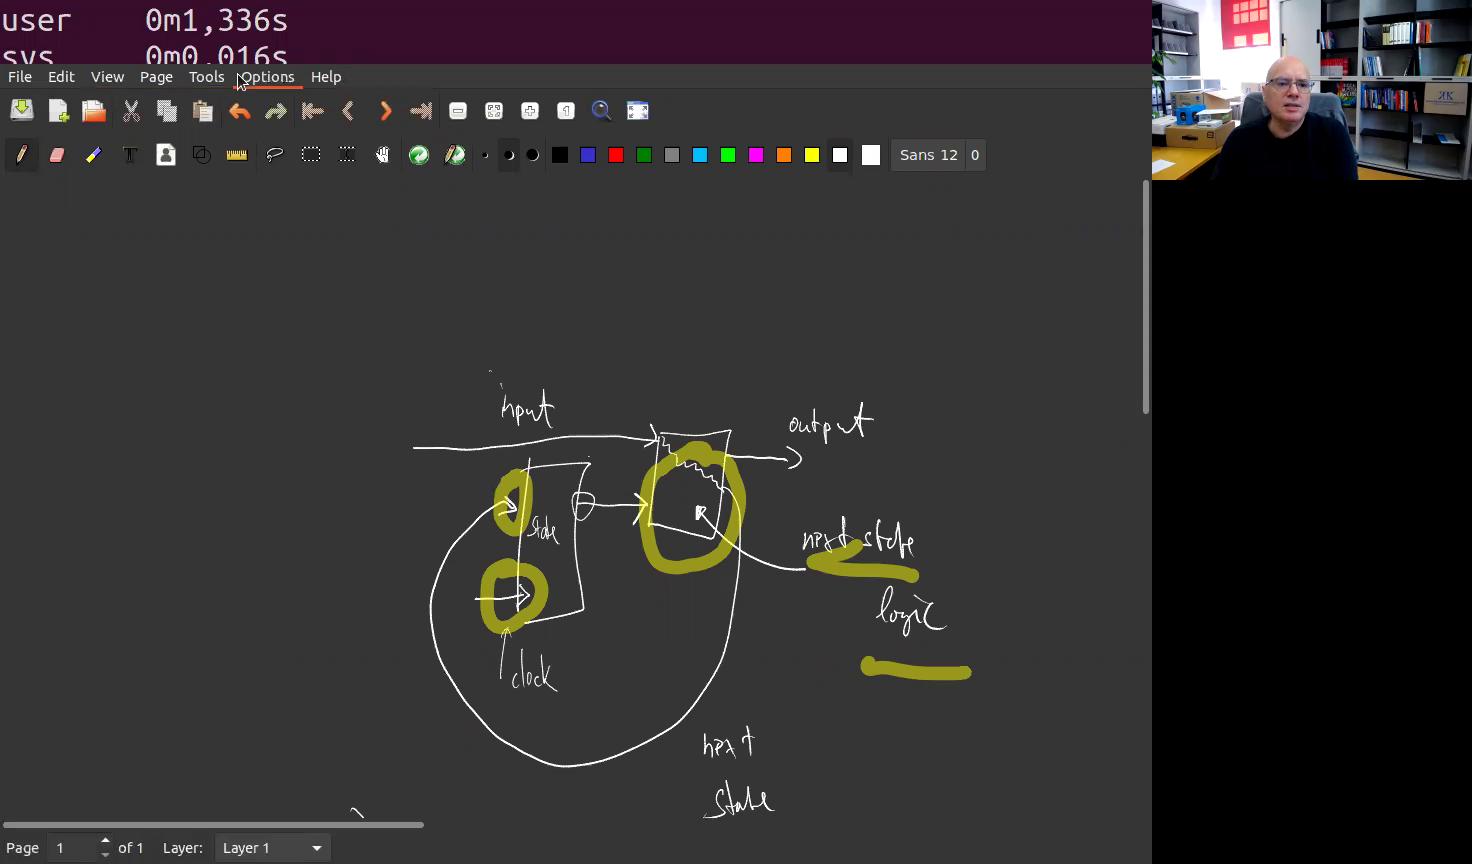 user 0m1,336s
sys 0m0,016s
File Edit View Page Tools Options Help
Sans 12 0
input
output
state
next state
logic
clock
next
state
Page 1 of 1 Layer: Layer 1